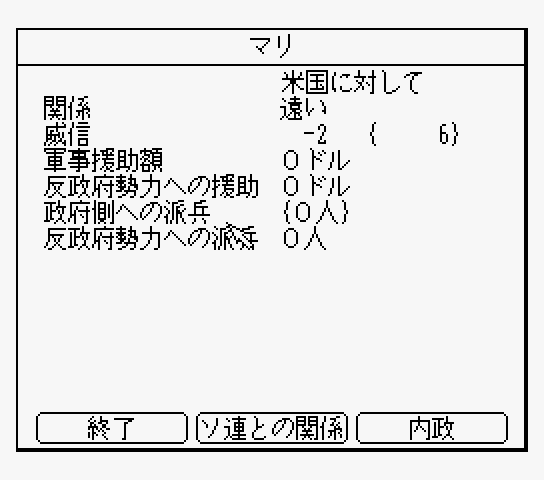 マリ
米国に対して
関係 遠い
威信 -2 { 6}
軍事援助額 0ドル
反政府勢力への援助 0ドル
政府側への派兵 {0人}
反政府勢力への派兵 0人
終了 ソ連との関係 内政